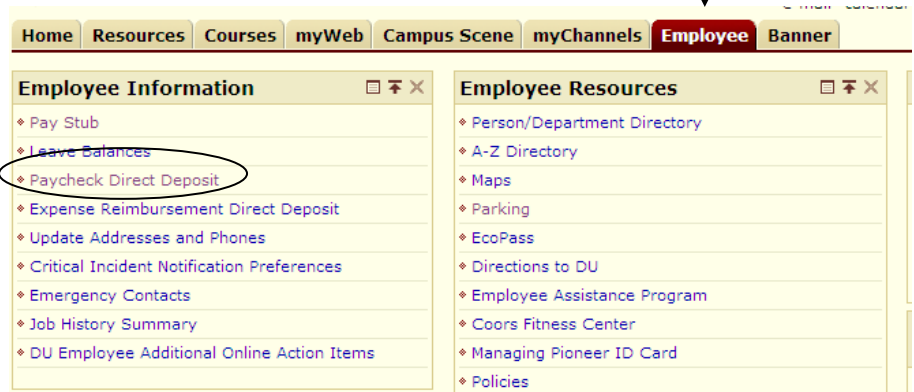 Home Resources Courses myWeb Campus Scene myChannels Employee Banner
Employee Information
Pay Stub
Leave Balances
Paycheck Direct Deposit
Expense Reimbursement Direct Deposit
Update Addresses and Phones
Critical Incident Notification Preferences
Emergency Contacts
Job History Summary
DU Employee Additional Online Action Items
Employee Resources
Person/Department Directory
A-Z Directory
Maps
Parking
EcoPass
Directions to DU
Employee Assistance Program
Coors Fitness Center
Managing Pioneer ID Card
Policies